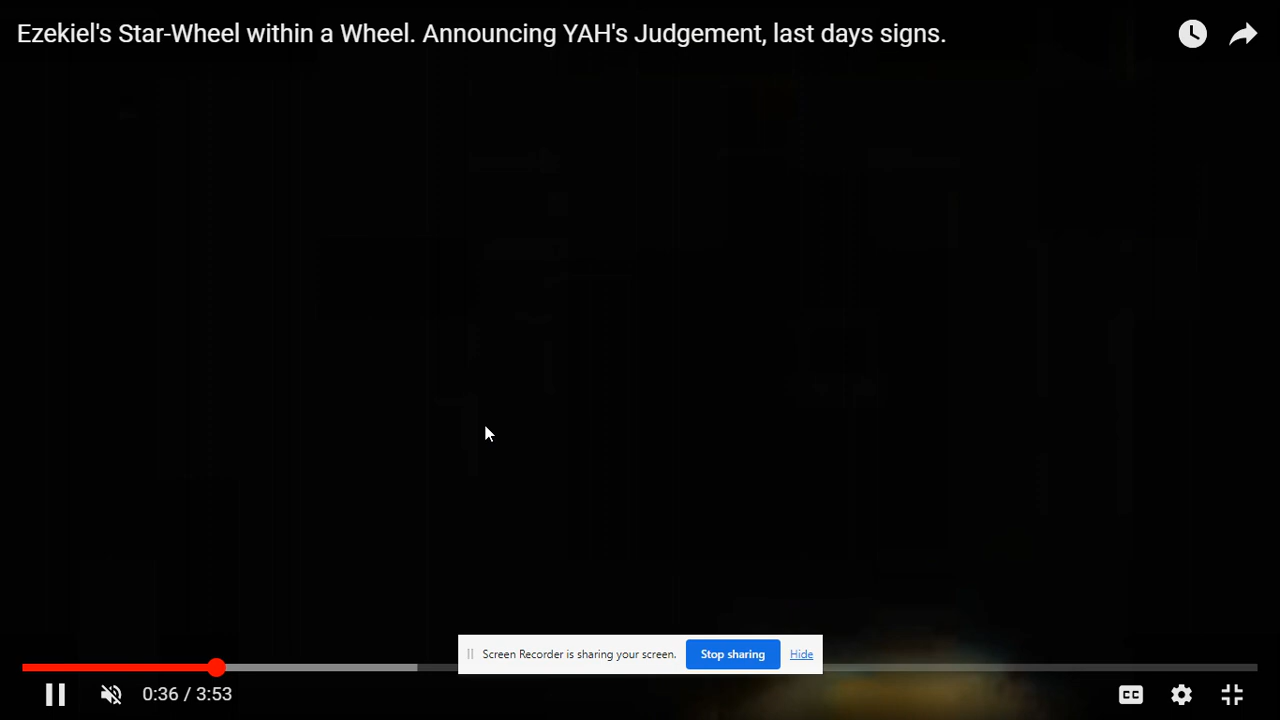 Ezekiel's Star-Wheel within a Wheel. Announcing YAH's Judgement, last days signs.
Screen Recorder is sharing your screen. Stop sharing Hide
0:36 / 3:53 CC